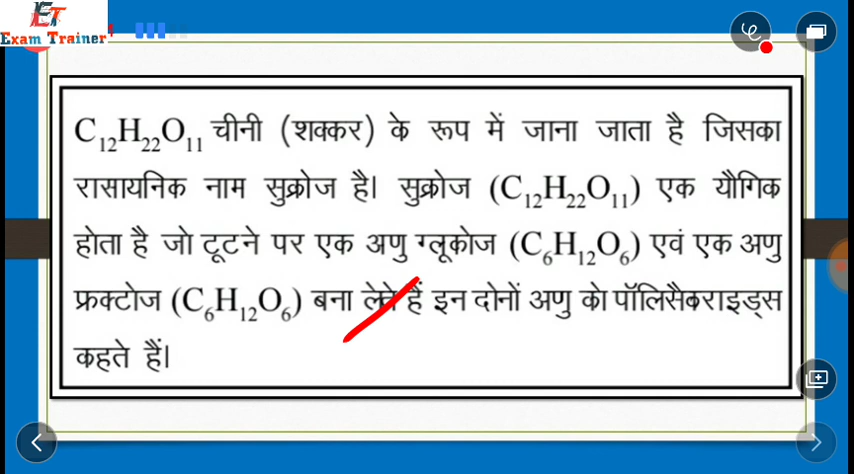 ET
Exam Trainer
C₁₂H₂₂O₁₁ चीनी (शक्कर) के रूप में जाना जाता है जिसका
रासायनिक नाम सुक्रोज है। सुक्रोज (C₁₂H₂₂O₁₁) एक यौगिक
होता है जो टूटने पर एक अणु ग्लूकोज (C₆H₁₂O₆) एवं एक अणु
फ्रक्टोज (C₆H₁₂O₆) बना लेते हैं इन दोनों अणु को पॉलिसैकराइड्स
कहते हैं।